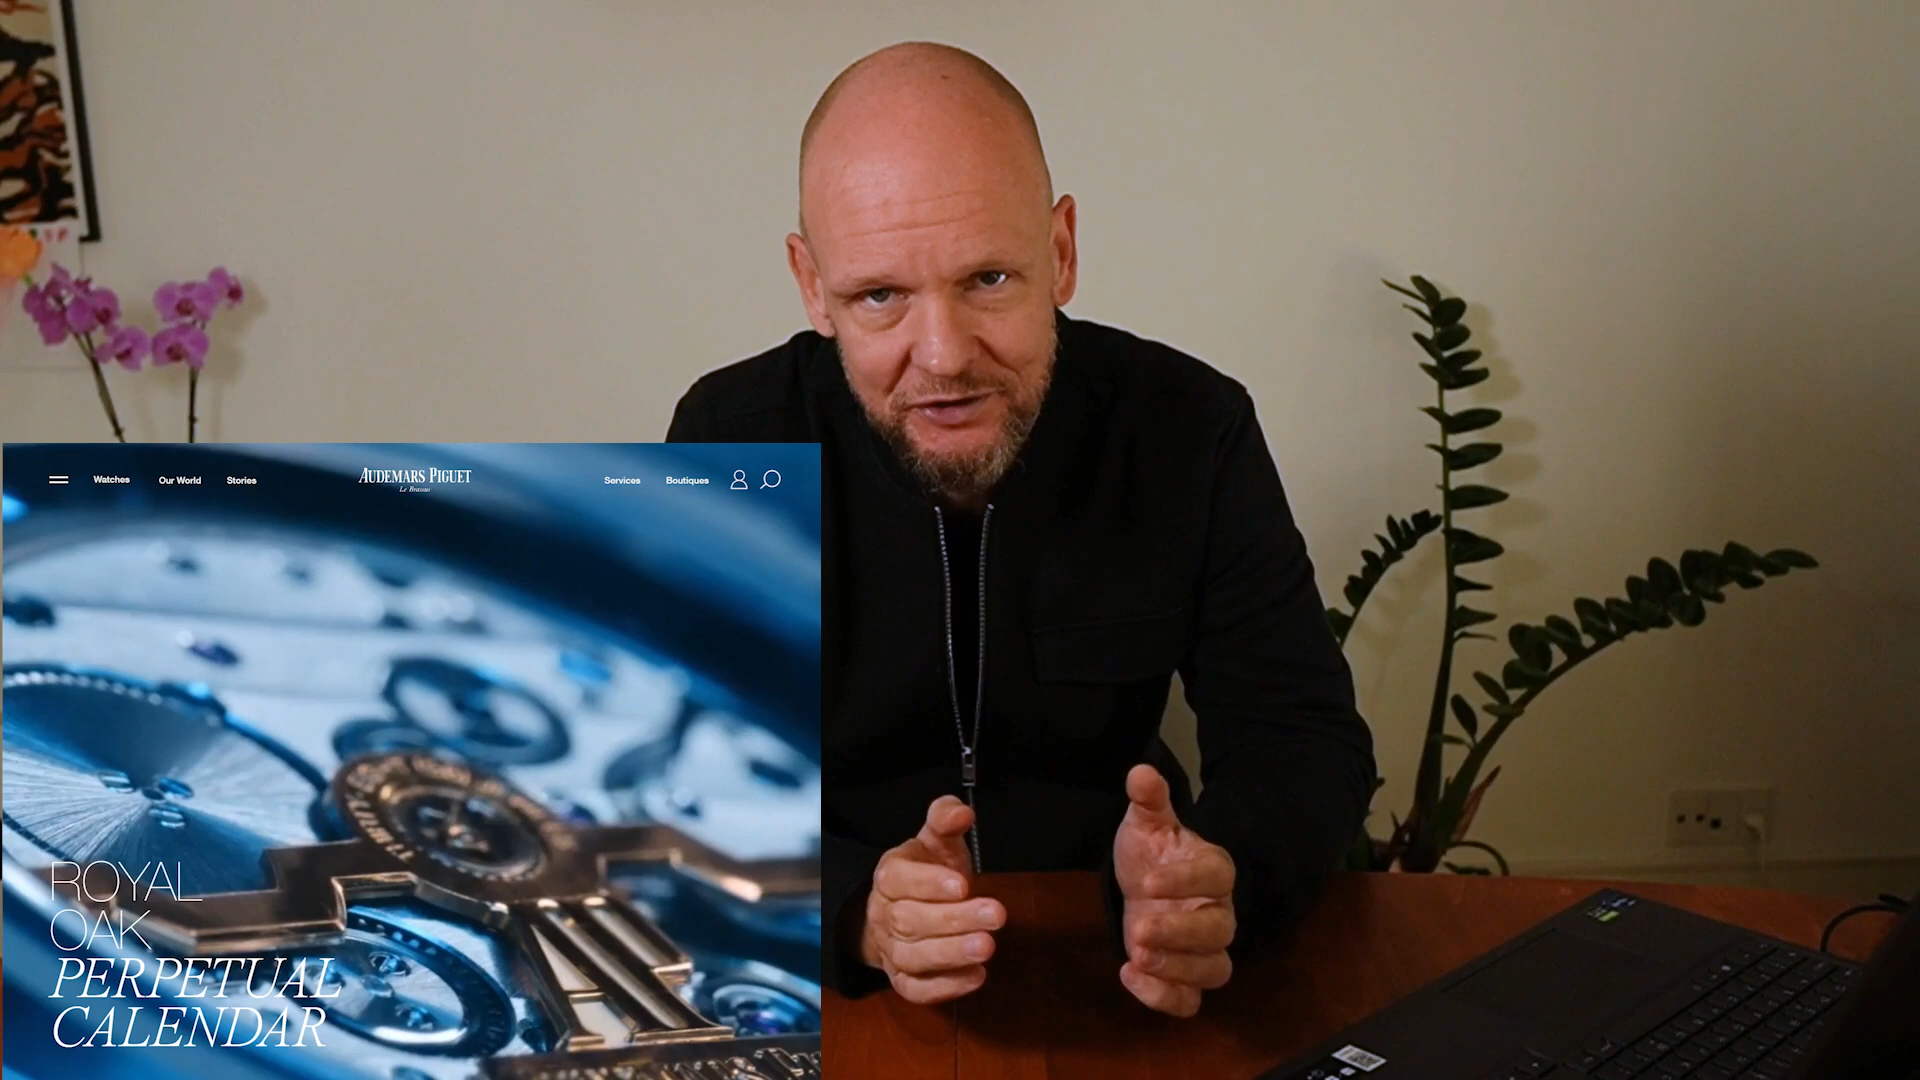 Watches Our World Stories AUDEMARS PIGUET Services Boutiques
Le Brassus
ROYAL
OAK
PERPETUAL
CALENDAR